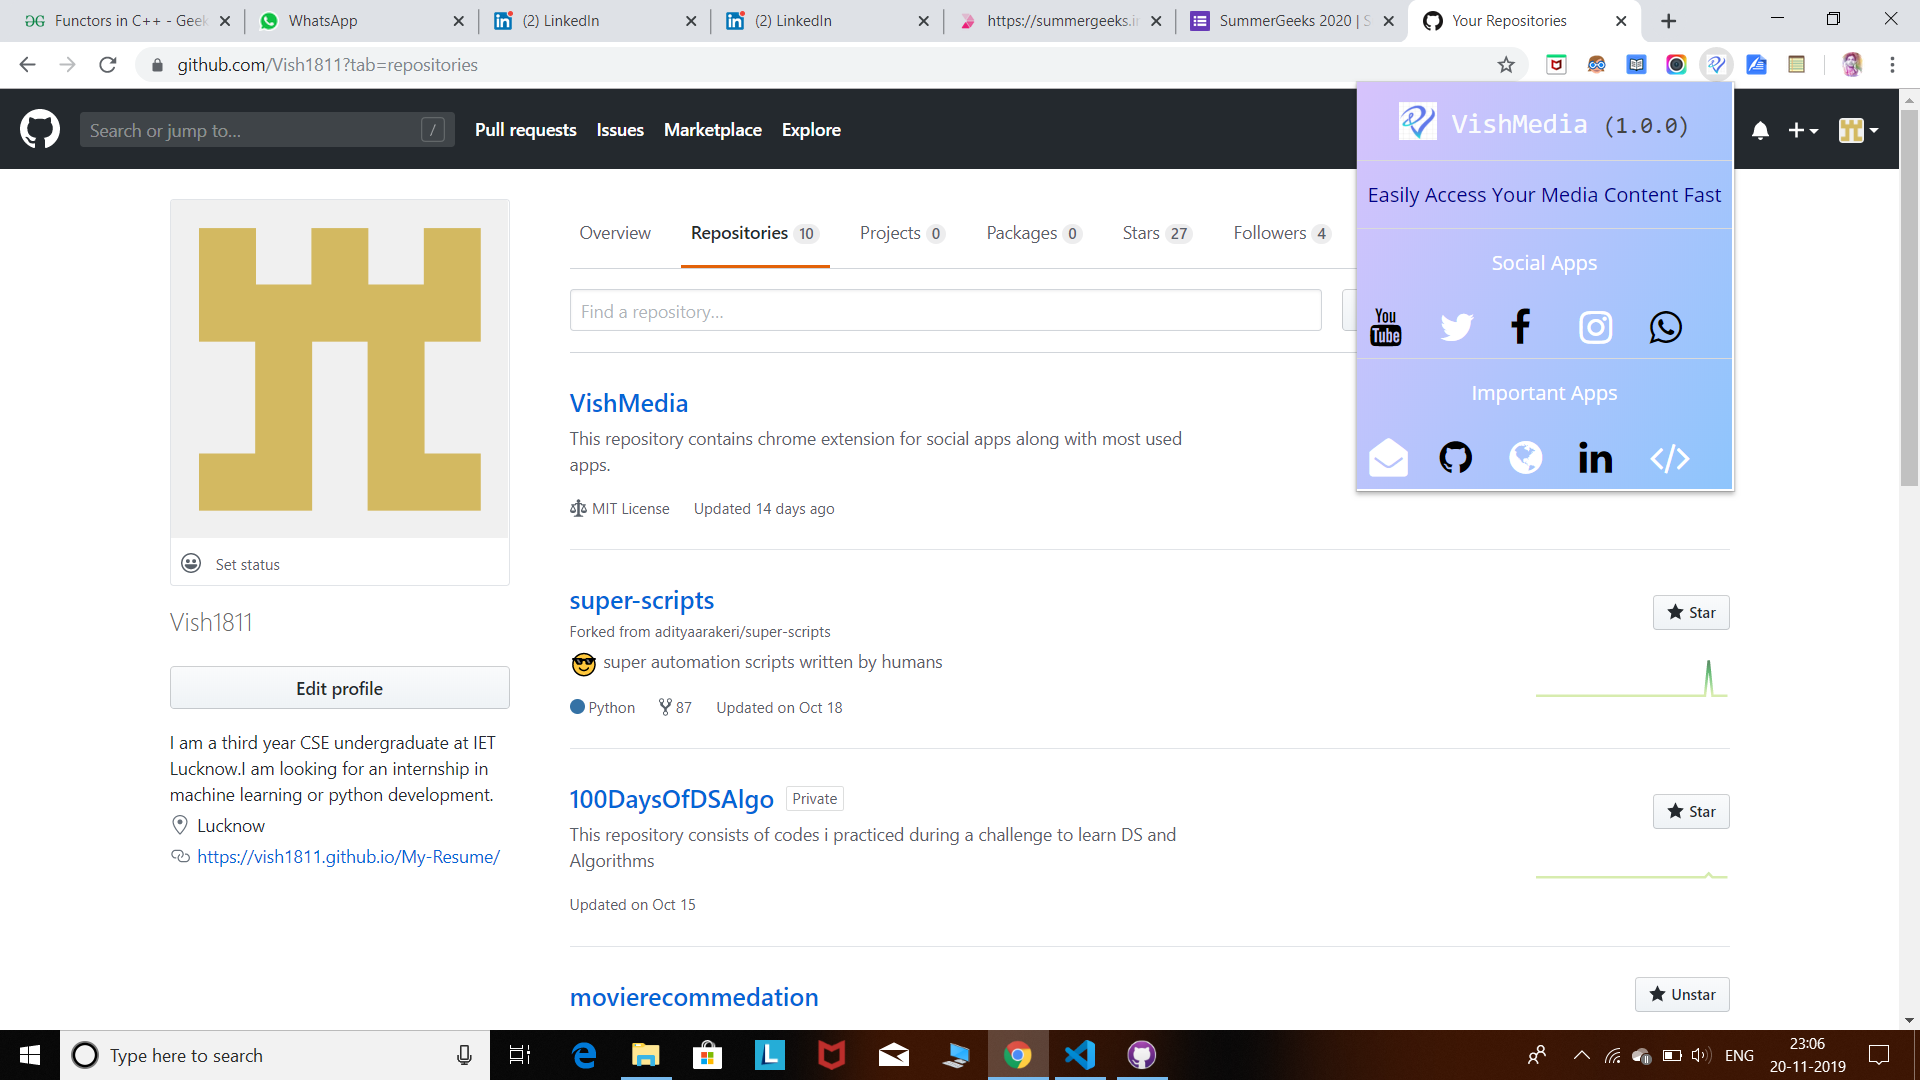 Functors in C++ - Geek
WhatsApp
(2) LinkedIn
(2) LinkedIn
https://summergeeks.i
SummerGeeks 2020 | S
Your Repositories
github.com/Vish1811?tab=repositories
Search or jump to...
/
Pull requests
Issues
Marketplace
Explore
VishMedia (1.0.0)
Easily Access Your Media Content Fast
Social Apps
You
Tube
Important Apps
Overview
Repositories 10
Projects 0
Packages 0
Stars 27
Followers 4
Find a repository...
VishMedia
This repository contains chrome extension for social apps along with most used
apps.
MIT License
Updated 14 days ago
Set status
Vish1811
Edit profile
I am a third year CSE undergraduate at IET
Lucknow.I am looking for an internship in
machine learning or python development.
Lucknow
https://vish1811.github.io/My-Resume/
super-scripts
Star
Forked from adityaarakeri/super-scripts
😎 super automation scripts written by humans
Python
87
Updated on Oct 18
100DaysOfDSAlgo
Private
Star
This repository consists of codes i practiced during a challenge to learn DS and
Algorithms
Updated on Oct 15
movierecommedation
Unstar
Type here to search
ENG
23:06
20-11-2019